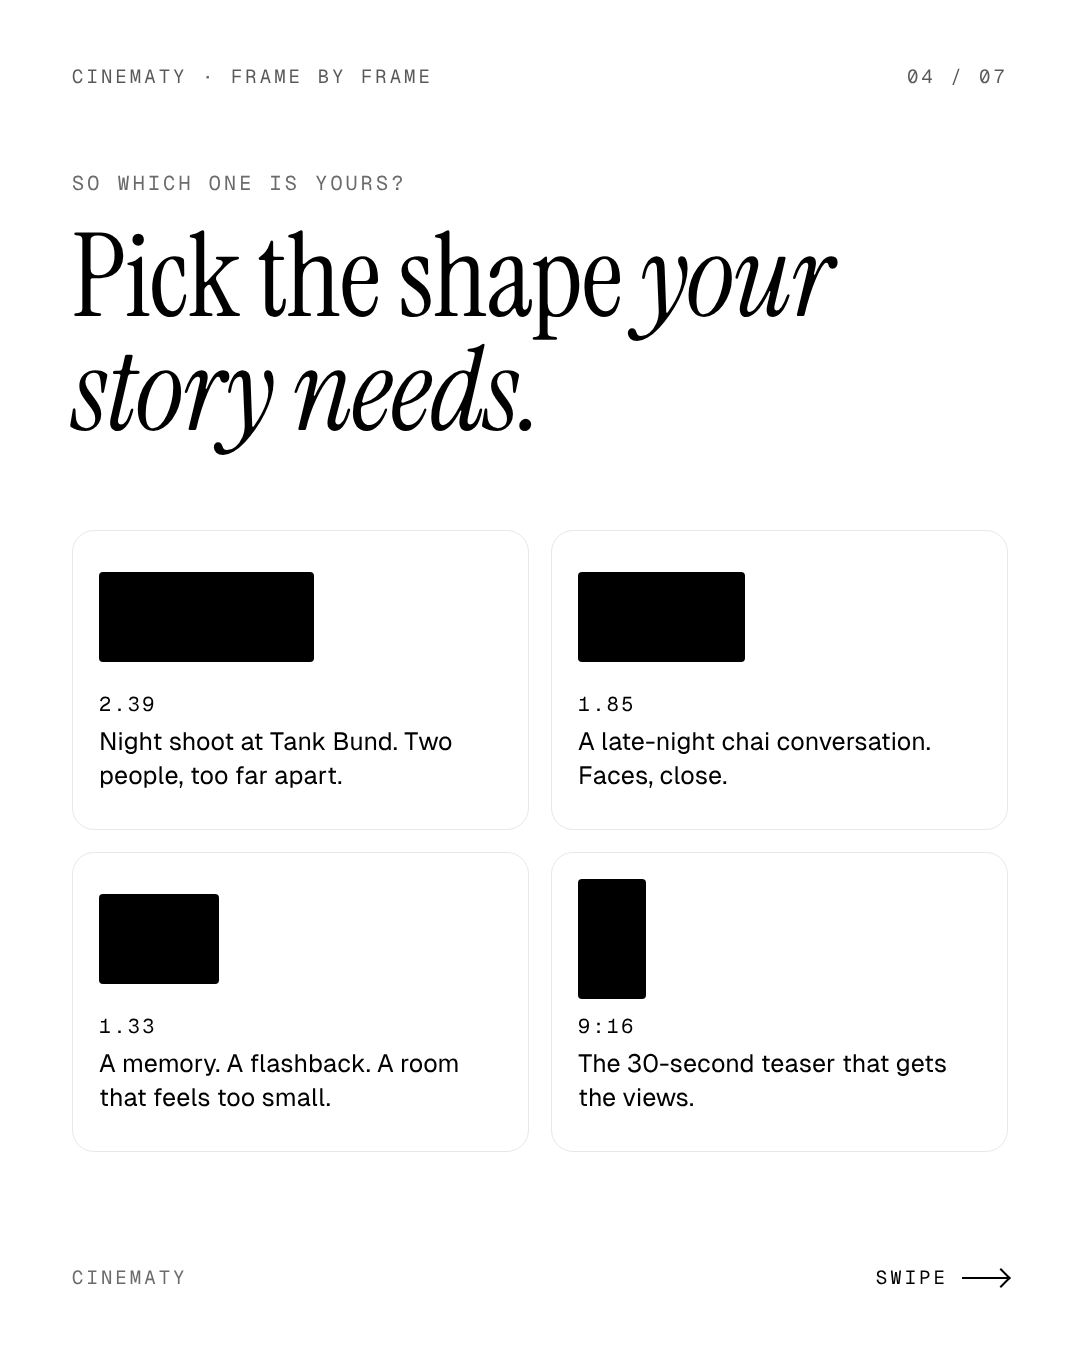 CINEMATY · FRAME BY FRAME
04 / 07
SO WHICH ONE IS YOURS?
Pick the shape your
story needs.
2.39
Night shoot at Tank Bund. Two
people, too far apart.
1.85
A late-night chai conversation.
Faces, close.
1.33
A memory. A flashback. A room
that feels too small.
9:16
The 30-second teaser that gets
the views.
CINEMATY
SWIPE